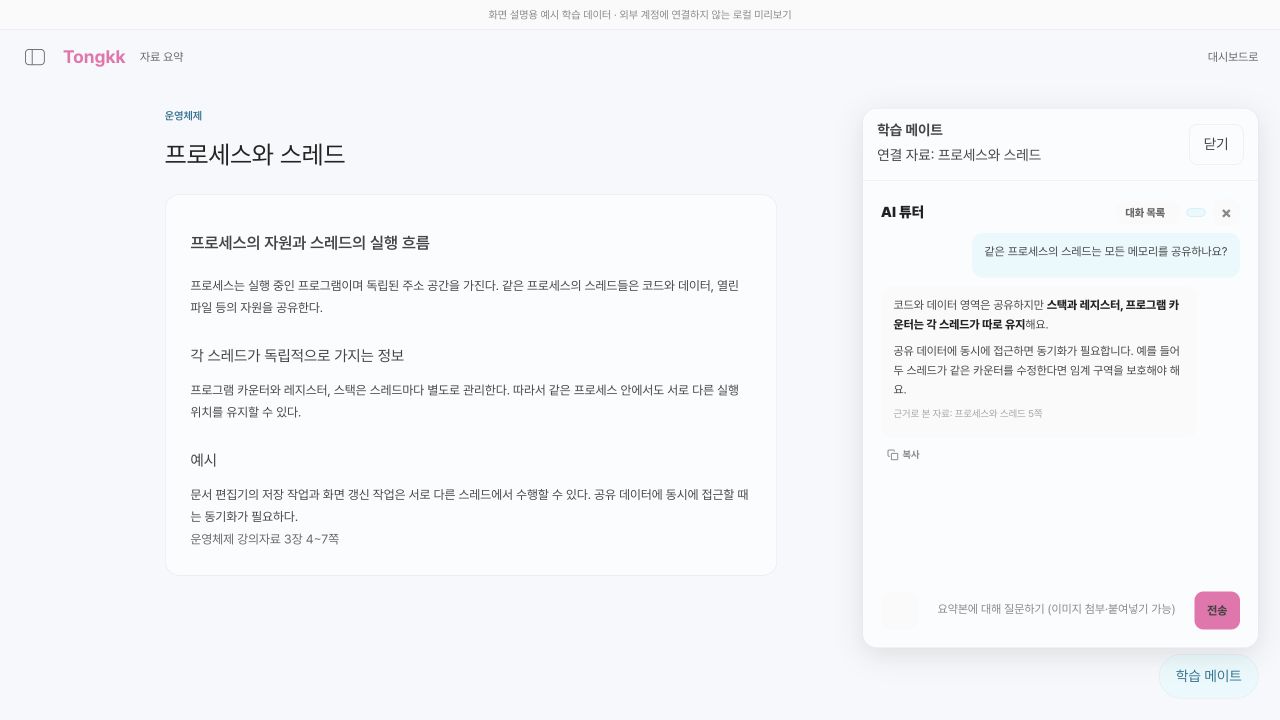 화면 설명용 예시 학습 데이터 · 외부 계정에 연결하지 않는 로컬 미리보기
Tongkk 자료 요약
대시보드로
운영체제
프로세스와 스레드
프로세스의 자원과 스레드의 실행 흐름
프로세스는 실행 중인 프로그램이며 독립된 주소 공간을 가진다. 같은 프로세스의 스레드들은 코드와 데이터, 열린
파일 등의 자원을 공유한다.
각 스레드가 독립적으로 가지는 정보
프로그램 카운터와 레지스터, 스택은 스레드마다 별도로 관리한다. 따라서 같은 프로세스 안에서도 서로 다른 실행
위치를 유지할 수 있다.
예시
문서 편집기의 저장 작업과 화면 갱신 작업은 서로 다른 스레드에서 수행할 수 있다. 공유 데이터에 동시에 접근할 때
는 동기화가 필요하다.
운영체제 강의자료 3장 4~7쪽
학습 메이트
연결 자료: 프로세스와 스레드
닫기
AI 튜터
대화 목록
같은 프로세스의 스레드는 모든 메모리를 공유하나요?
코드와 데이터 영역은 공유하지만 스택과 레지스터, 프로그램 카
운터는 각 스레드가 따로 유지해요.
공유 데이터에 동시에 접근하면 동기화가 필요합니다. 예를 들어
두 스레드가 같은 카운터를 수정한다면 임계 구역을 보호해야 해
요.
근거로 본 자료: 프로세스와 스레드 5쪽
복사
요약본에 대해 질문하기 (이미지 첨부·붙여넣기 가능)
전송
학습 메이트